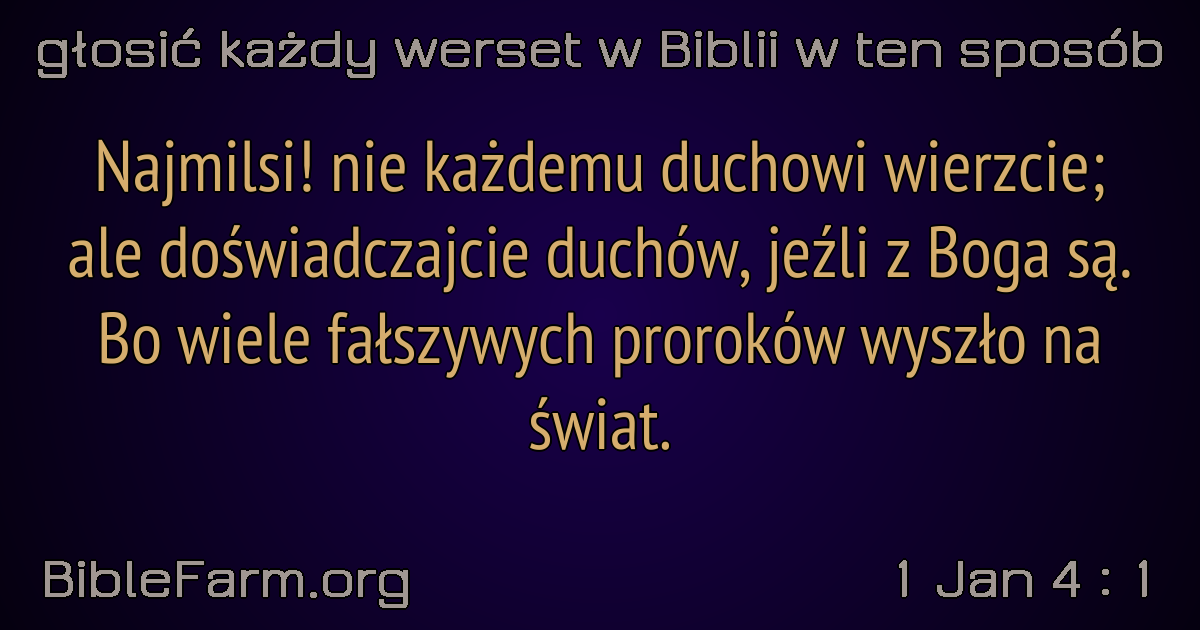 głosić każdy werset w Biblii w ten sposób
Najmilsi! nie każdemu duchowi wierzcie;
ale doświadczajcie duchów, jeźli z Boga są.
Bo wiele fałszywych proroków wyszło na
świat.
BibleFarm.org
1 Jan 4 : 1